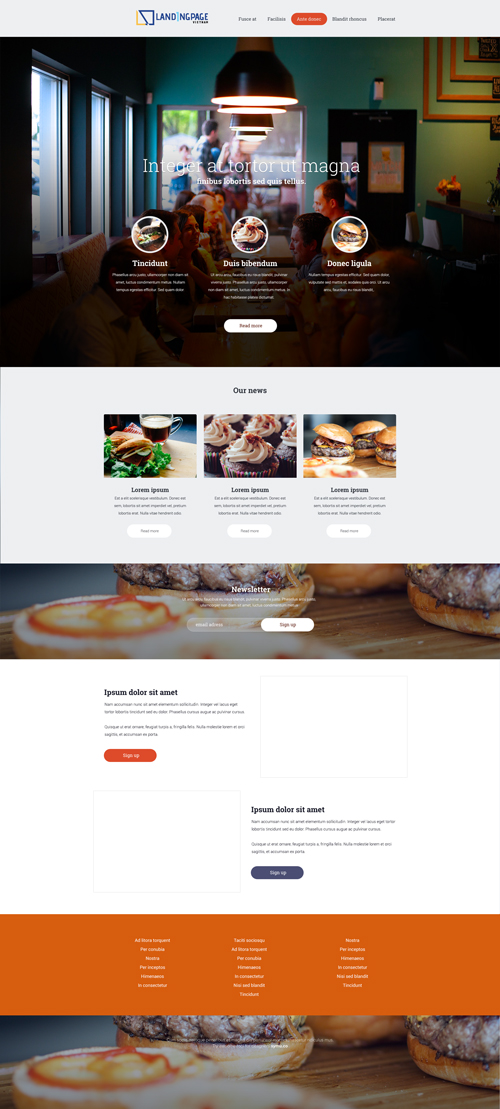 LANDINGPAGE
Fusce at Facilisis Ante donec Blandit rhoncus Placerat
Integer at tortor ut magna
finibus lobortis sed quis tellus.
Tincidunt
Phasellus arcu justo, ullamcorper non diam sit
amet, luctus condimentum metus. Nullam
tempus egestas efficitur. Sed quam dolor
Duis bibendum
Ut arcu arcu, faucibus eu risus blandit, pulvinar
viverra justo. Phasellus arcu justo, ullamcorper
non diam sit amet, luctus condimentum metus. In
hac habitasse platea dictumst.
Donec ligula
Nullam tempus egestas efficitur. Sed quam dolor,
vulputate sed mattis at, sodales quis nisi. Ut arcu
arcu, faucibus eu risus blandit,
Read more
Our news
Lorem ipsum
Est a elit scelerisque vestibulum. Donec est
sem, lobortis sit amet imperdiet vel, pretium
lobortis erat. Nulla vitae hendrerit odio.
Read more
Lorem ipsum
Est a elit scelerisque vestibulum. Donec est
sem, lobortis sit amet imperdiet vel, pretium
lobortis erat. Nulla vitae hendrerit odio.
Read more
Lorem ipsum
Est a elit scelerisque vestibulum. Donec est
sem, lobortis sit amet imperdiet vel, pretium
lobortis erat. Nulla vitae hendrerit odio.
Read more
Newsletter
Ut arcu arcu, faucibus eu risus blandit, pulvinar viverra justo. Phasellus arcu justo,
ullamcorper non diam sit amet, luctus condimentum metus.
email adress
Sign up
Ipsum dolor sit amet
Nam accumsan nunc sit amet elementum sollicitudin. Integer vel lacus eget
tortor lobortis tincidunt sed eu dolor. Phasellus cursus augue ac pulvinar cursus.
Quisque ut erat ornare, feugiat turpis a, fringilla felis. Nulla molestie lorem et orci
sagittis, et accumsan ex porta.
Sign up
Ipsum dolor sit amet
Nam accumsan nunc sit amet elementum sollicitudin. Integer vel lacus eget tortor
lobortis tincidunt sed eu dolor. Phasellus cursus augue ac pulvinar cursus.
Quisque ut erat ornare, feugiat turpis a, fringilla felis. Nulla molestie lorem et orci
sagittis, et accumsan ex porta.
Sign up
Ad litora torquent
Per conubia
Nostra
Per inceptos
Himenaeos
In consectetur
Taciti sociosqu
Ad litora torquent
Per conubia
Himenaeos
In consectetur
Nisi sed blandit
Tincidunt
Nostra
Per inceptos
Himenaeos
In consectetur
Nisi sed blandit
Tincidunt